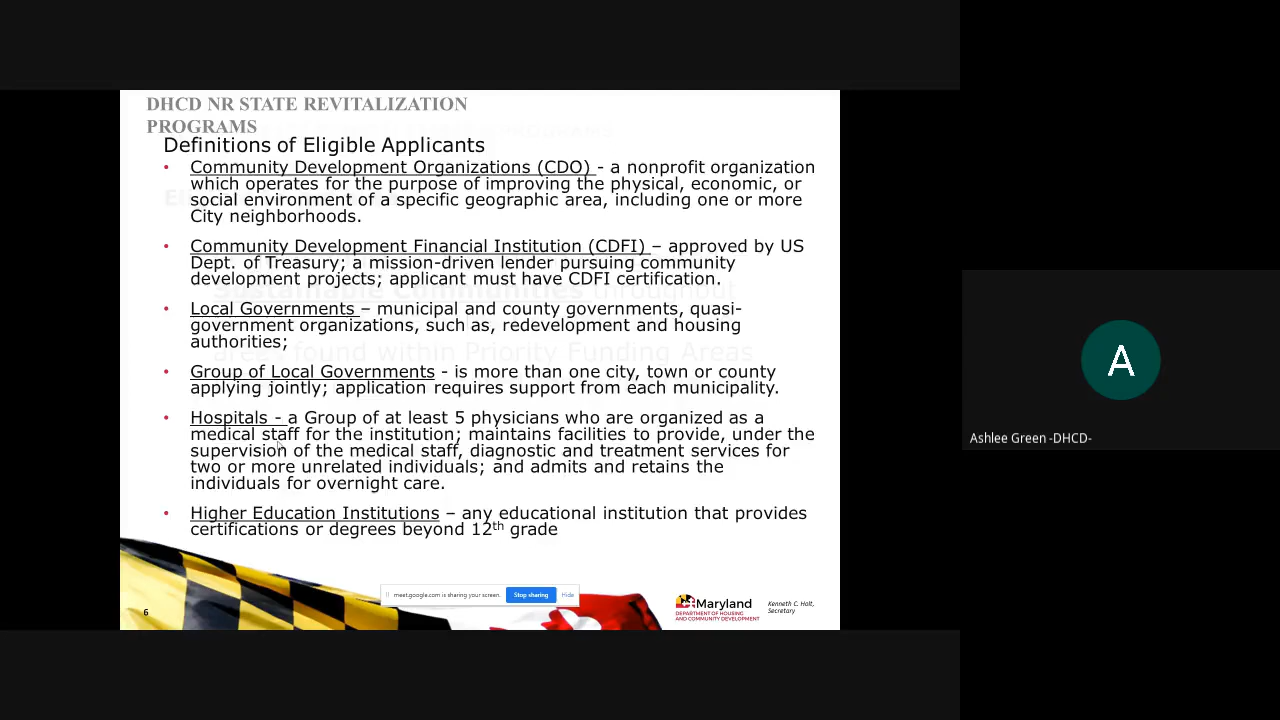 DHCD NR STATE REVITALIZATION
PROGRAMS
Definitions of Eligible Applicants
• Community Development Organizations (CDO) - a nonprofit organization
which operates for the purpose of improving the physical, economic, or
social environment of a specific geographic area, including one or more
City neighborhoods.
• Community Development Financial Institution (CDFI) – approved by US
Dept. of Treasury; a mission-driven lender pursuing community
development projects; applicant must have CDFI certification.
• Local Governments – municipal and county governments, quasi-
government organizations, such as, redevelopment and housing
authorities;
• Group of Local Governments - is more than one city, town or county
applying jointly; application requires support from each municipality.
• Hospitals - a Group of at least 5 physicians who are organized as a
medical staff for the institution; maintains facilities to provide, under the
supervision of the medical staff, diagnostic and treatment services for
two or more unrelated individuals; and admits and retains the
individuals for overnight care.
• Higher Education Institutions – any educational institution that provides
certifications or degrees beyond 12th grade
Sustainable Communities throughout
areas found within Priority Funding Areas
meet.google.com is sharing your screen.
Stop sharing
Hide
6
Maryland
DEPARTMENT OF HOUSING
AND COMMUNITY DEVELOPMENT
Kenneth C. Holt,
Secretary
A
Ashlee Green -DHCD-